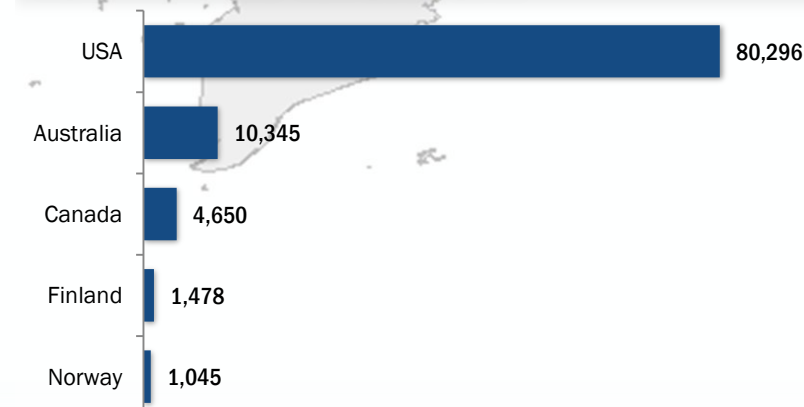 USA 80,296
Australia 10,345
Canada 4,650
Finland 1,478
Norway 1,045